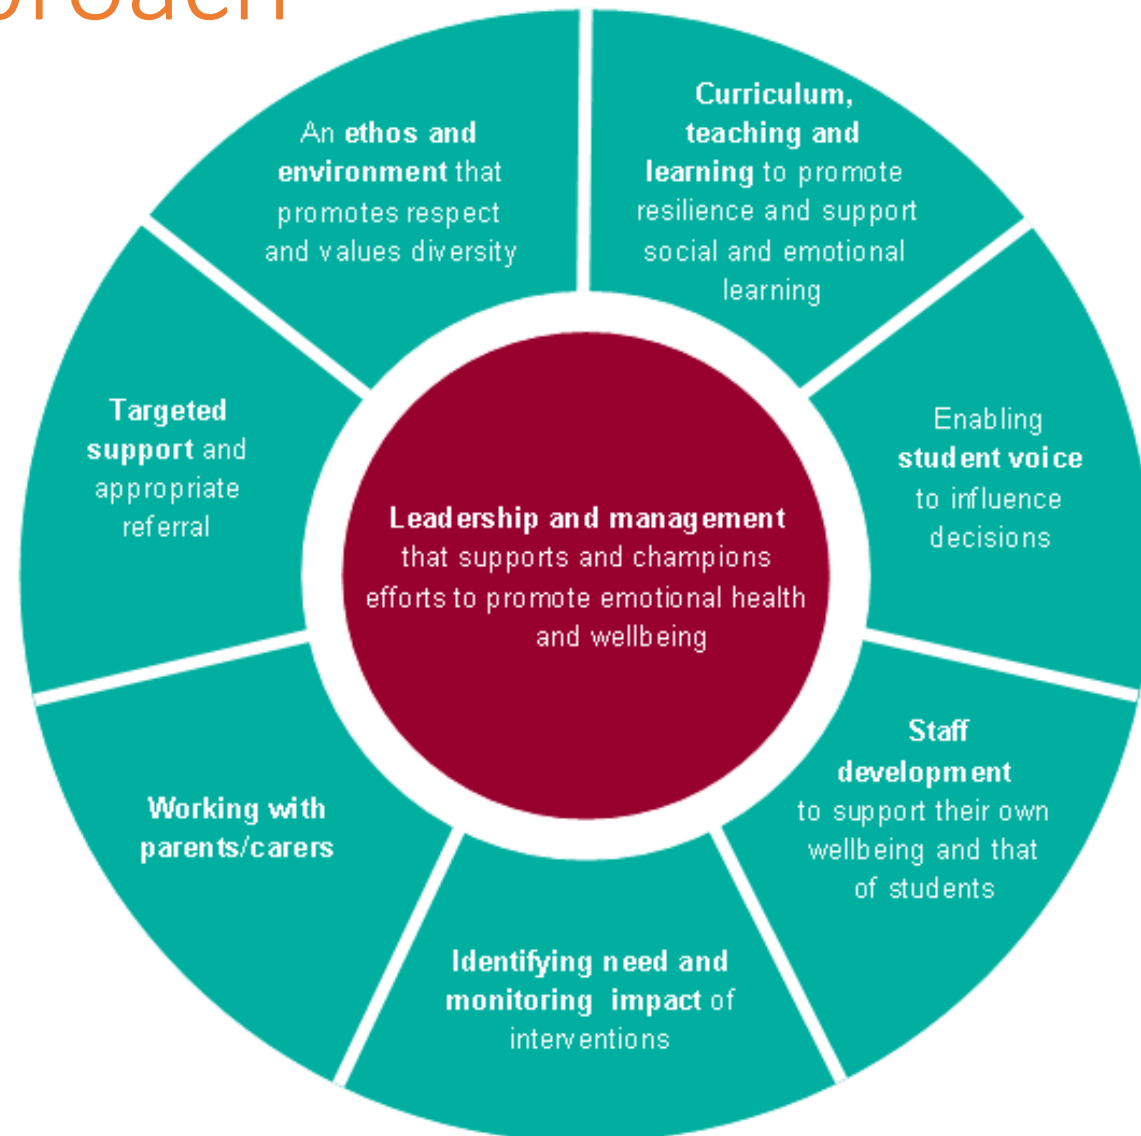 Curriculum,
teaching and
learning to promote
resilience and support
social and emotional
learning
Enabling
student voice
to influence
decisions
Staff
development
to support their own
wellbeing and that
of students
Identifying need and
monitoring impact of
interventions
Working with
parents/carers
Targeted
support and
appropriate
referral
An ethos and
environment that
promotes respect
and values diversity
Leadership and management
that supports and champions
efforts to promote emotional health
and wellbeing